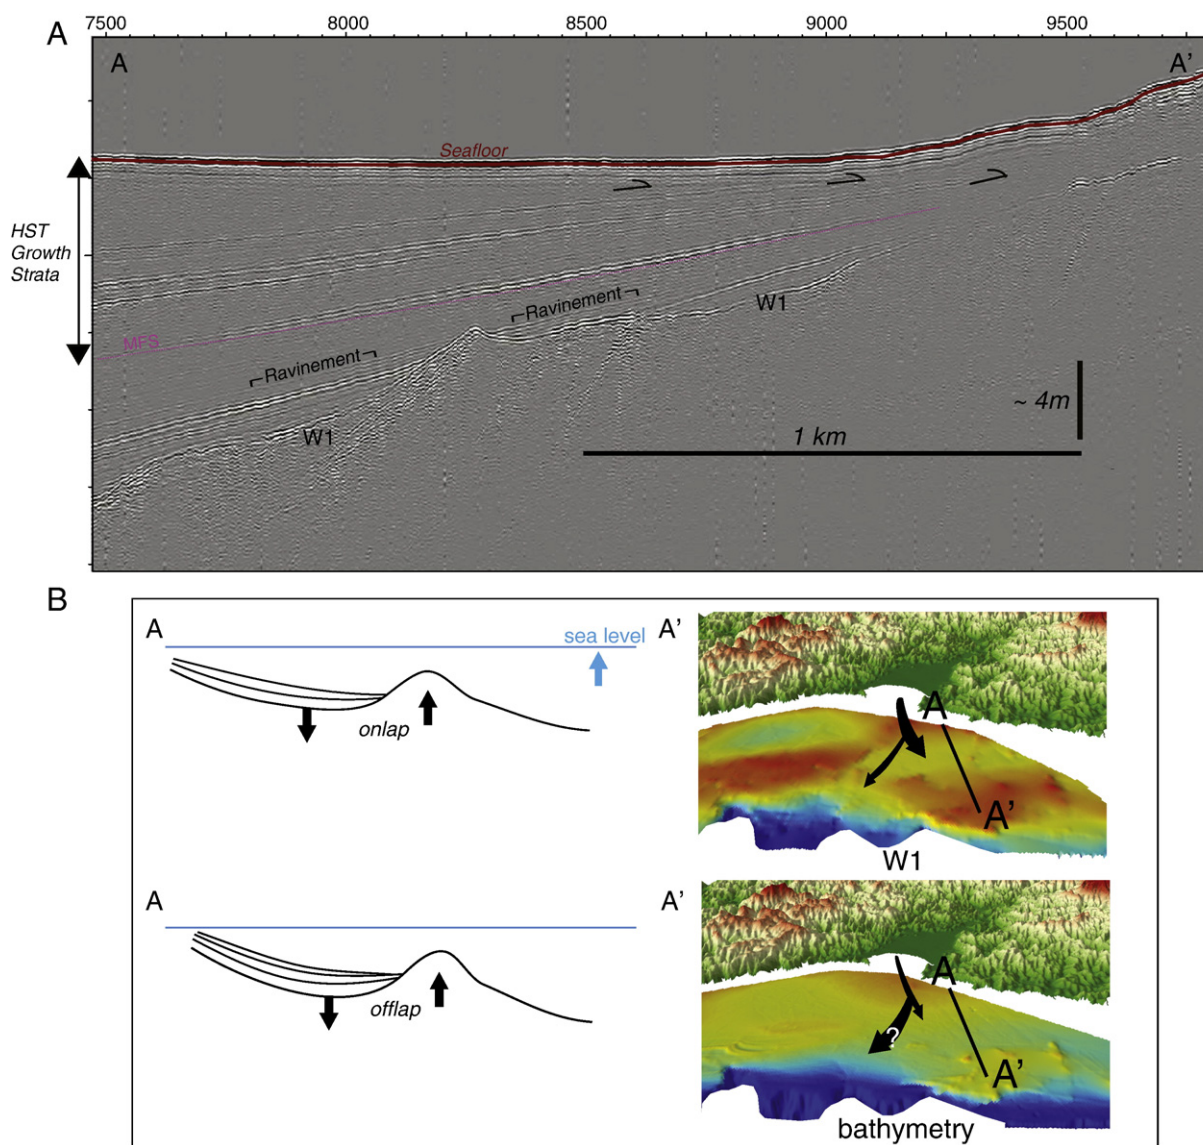 A
7500 8000 8500 9000 9500
A A'
Seafloor
HST
Growth
Strata
MFS
Ravinement
W1
Ravinement
W1
~ 4m
1 km
B
A sea level A'
onlap
A
A'
W1
A A'
offlap
A
?
A'
bathymetry